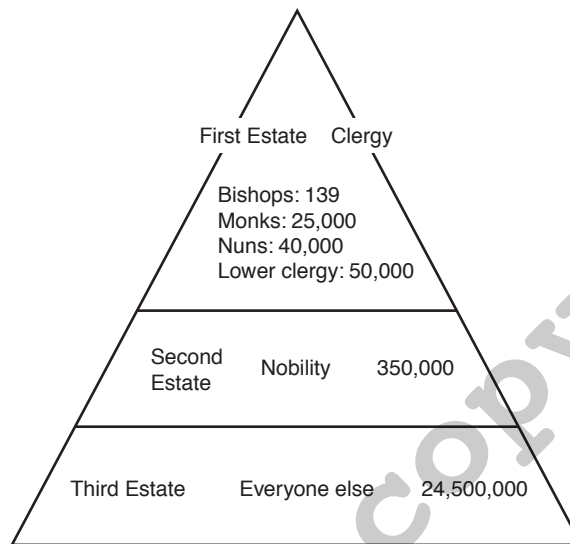 First Estate Clergy
Bishops: 139
Monks: 25,000
Nuns: 40,000
Lower clergy: 50,000
Second Estate Nobility 350,000
Third Estate Everyone else 24,500,000
copy